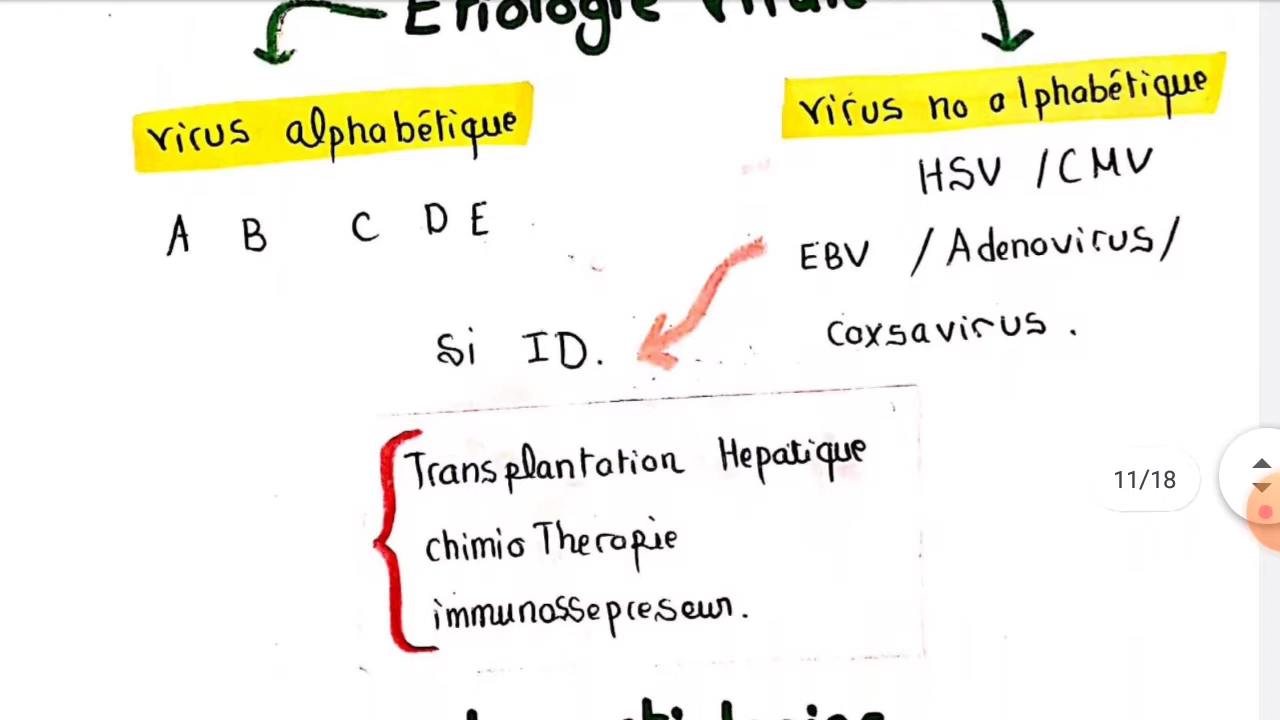 Etiologie virale
virus alphabétique
virus no alphabétique
A B C D E
HSV / CMV
EBV / Adenovirus /
Coxsavirus.
Si ID.
Transplantation Hepatique
chimio Therapie
immunossepreseur.
11/18